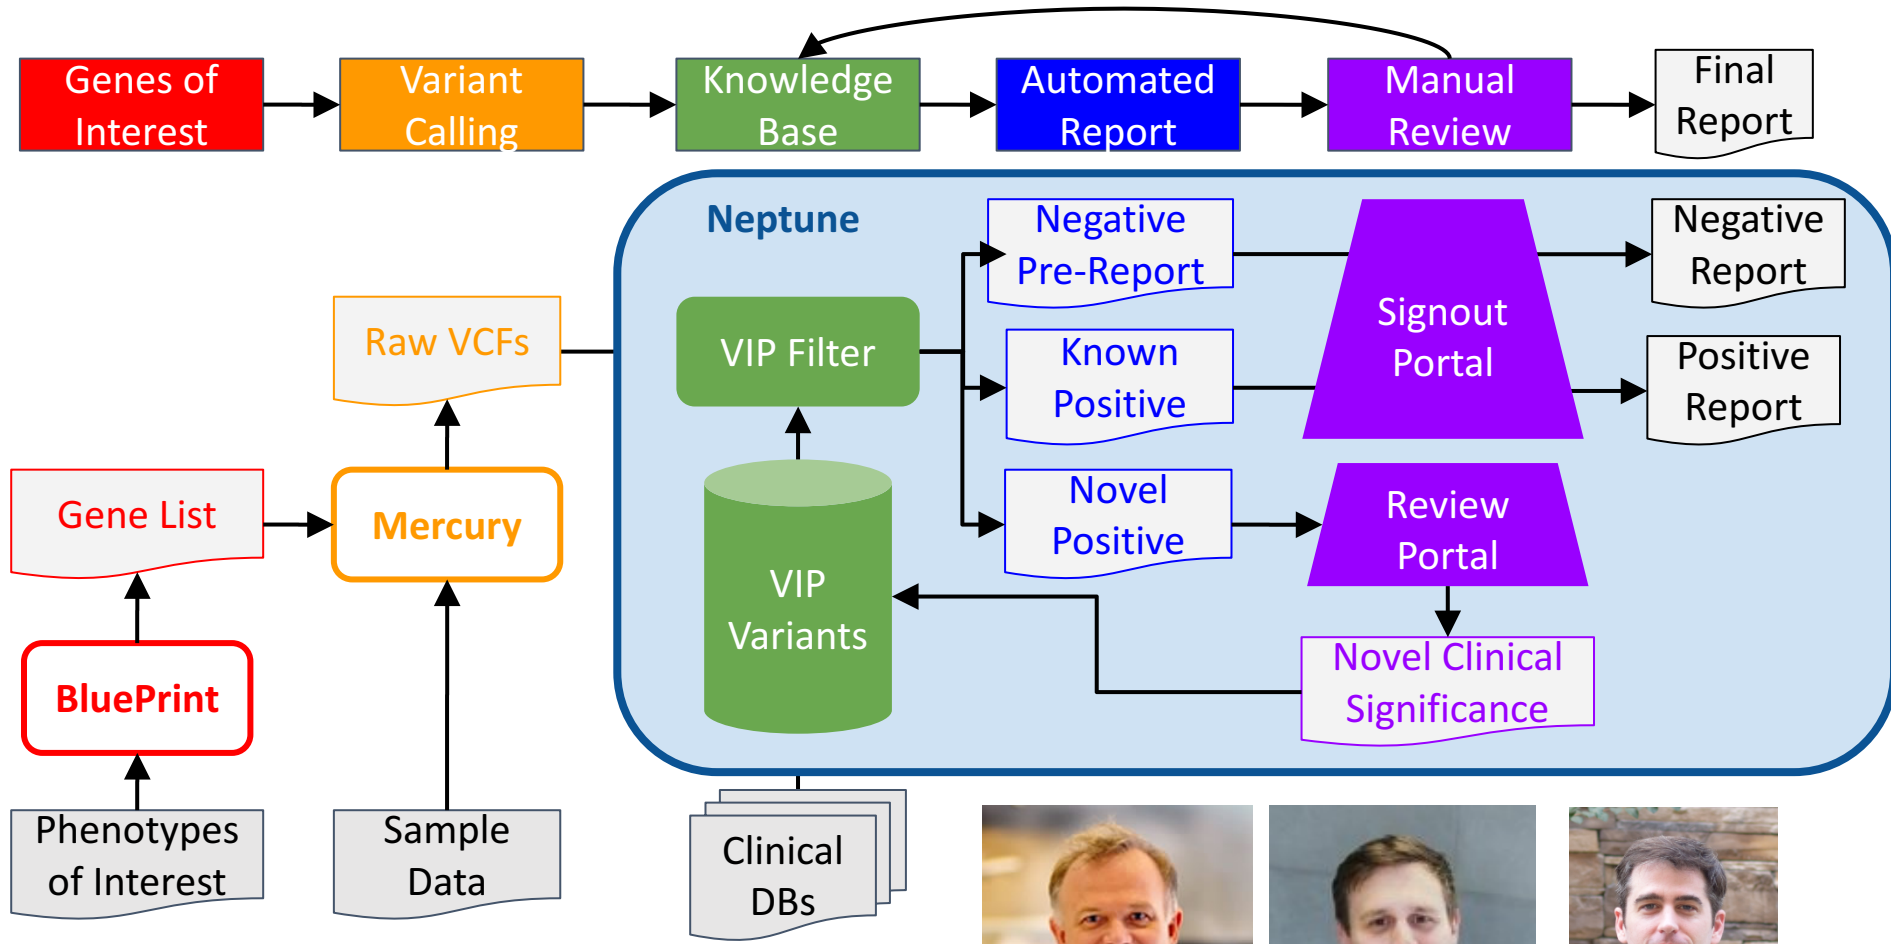 Genes of
Interest
Variant
Calling
Knowledge
Base
Automated
Report
Manual
Review
Final
Report
Neptune
Negative
Pre-Report
Signout
Portal
Negative
Report
Raw VCFs
VIP Filter
Known
Positive
Positive
Report
Gene List
Mercury
Novel
Positive
Review
Portal
VIP
Variants
BluePrint
Novel Clinical
Significance
Phenotypes
of Interest
Sample
Data
Clinical
DBs